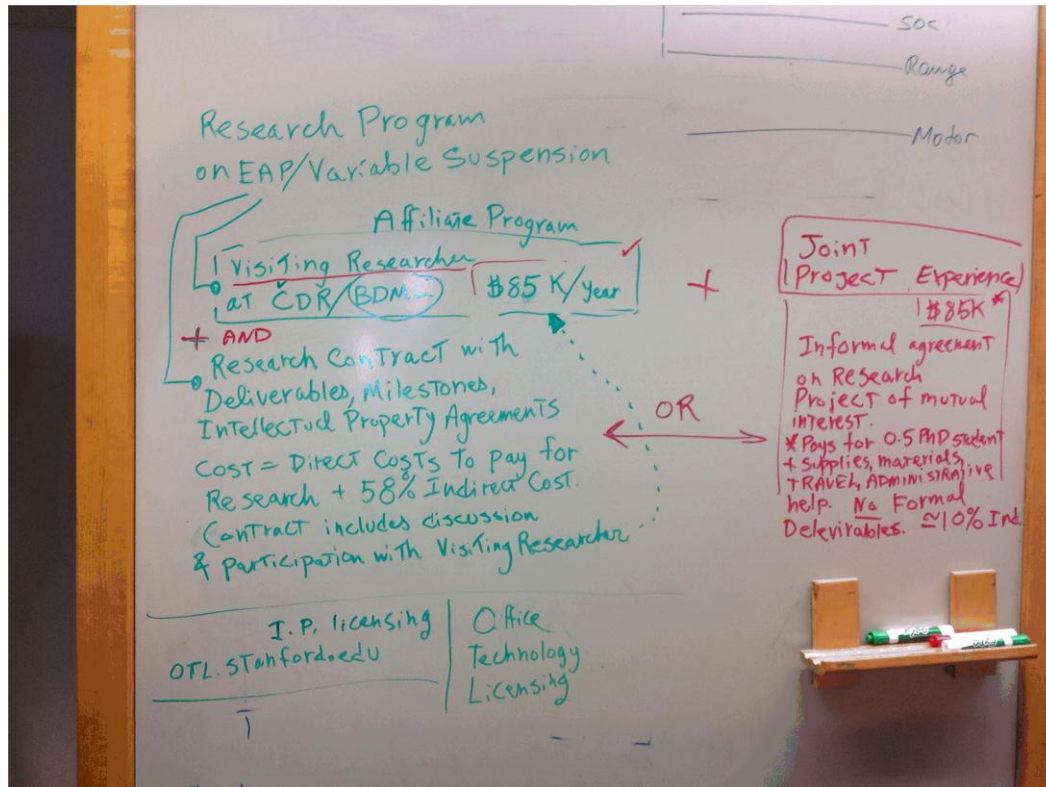 SOC
Range
Motor
Research Program
on EAP/Variable Suspension
Affiliate Program
Visiting Researcher
at CDR/BDML
$85 K/year
+ AND
Research Contract with
Deliverables, Milestones,
Intellectual Property Agreements
Cost = Direct Costs to pay for
Research + 58% Indirect Cost.
Contract includes discussion
& participation with Visiting Researcher
+
OR
Joint
Project Experience
$85K *
Informal agreement
on Research
Project of mutual
interest.
* Pays for 0.5 PhD student
+ supplies, materials,
TRAVEL, ADMINISTRATIVE
help. No Formal
Delevirables. ≈10% Ind.
I.P. licensing
OTL.stanford.edu
Office
Technology
Licensing